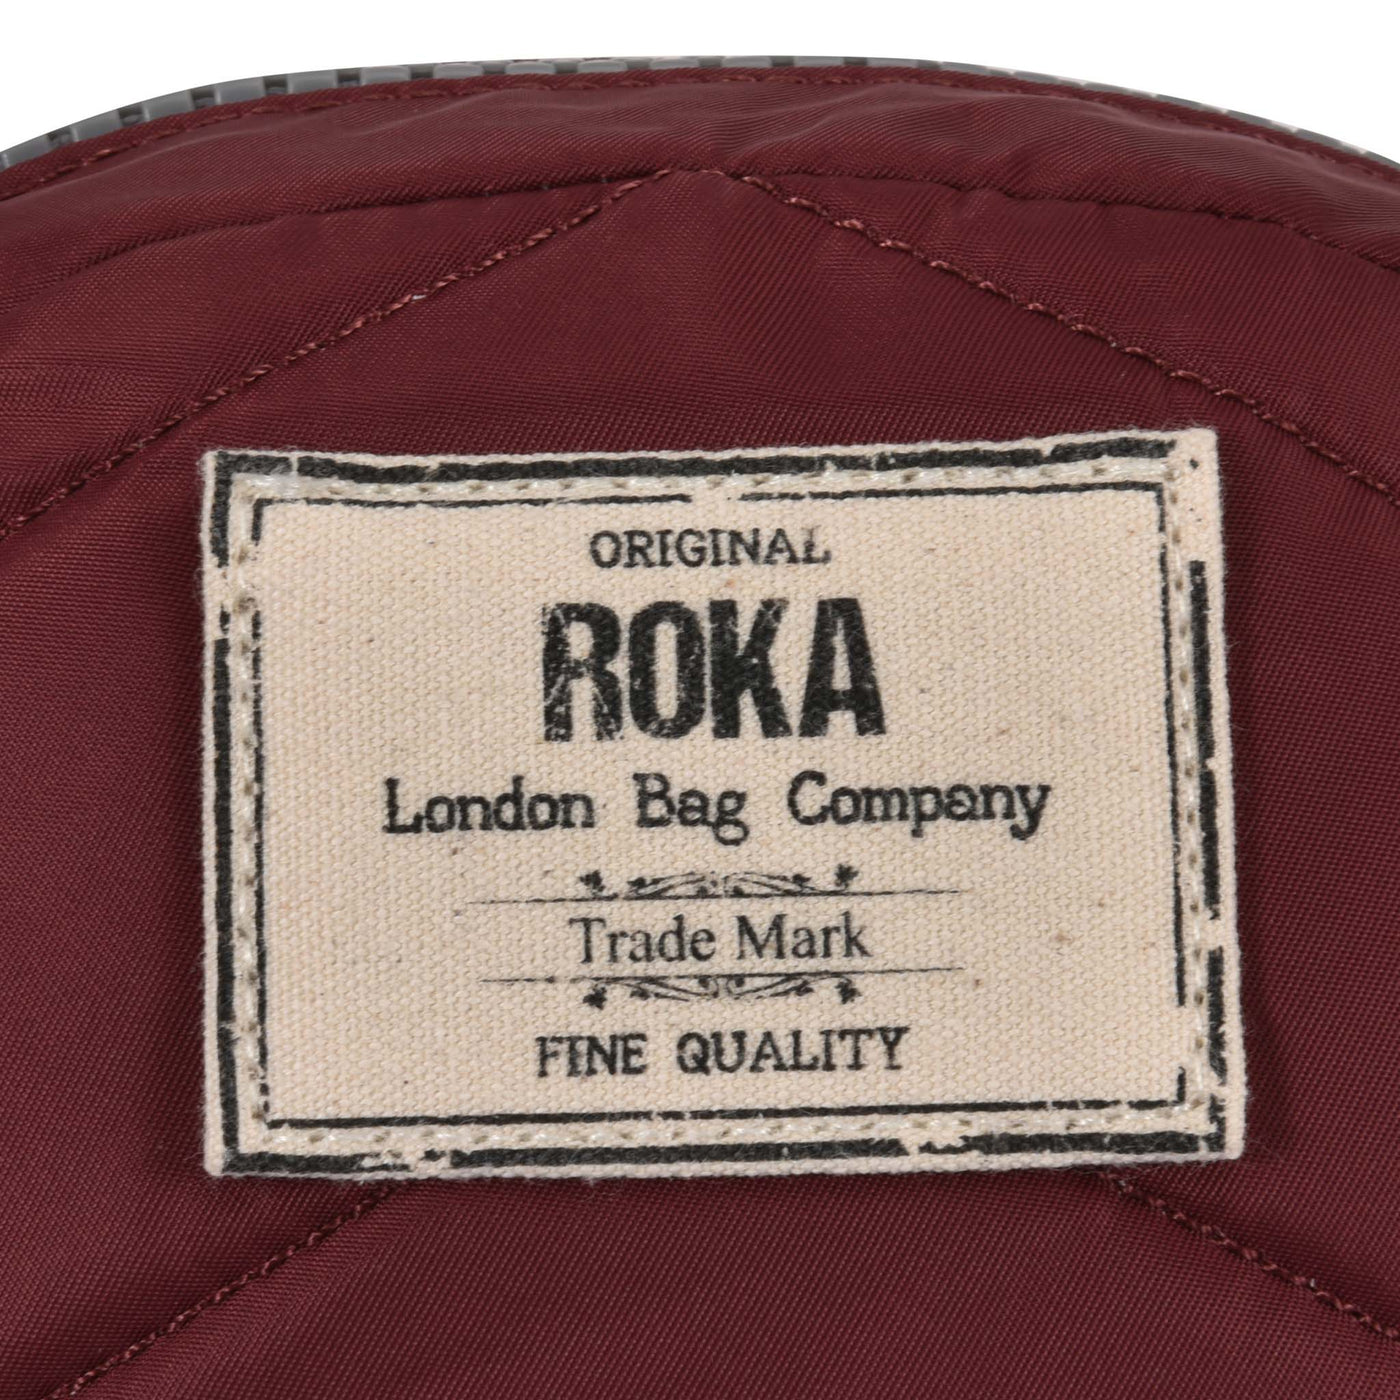 ORIGINAL
ROKA
London Bag Company
Trade Mark
FINE QUALITY